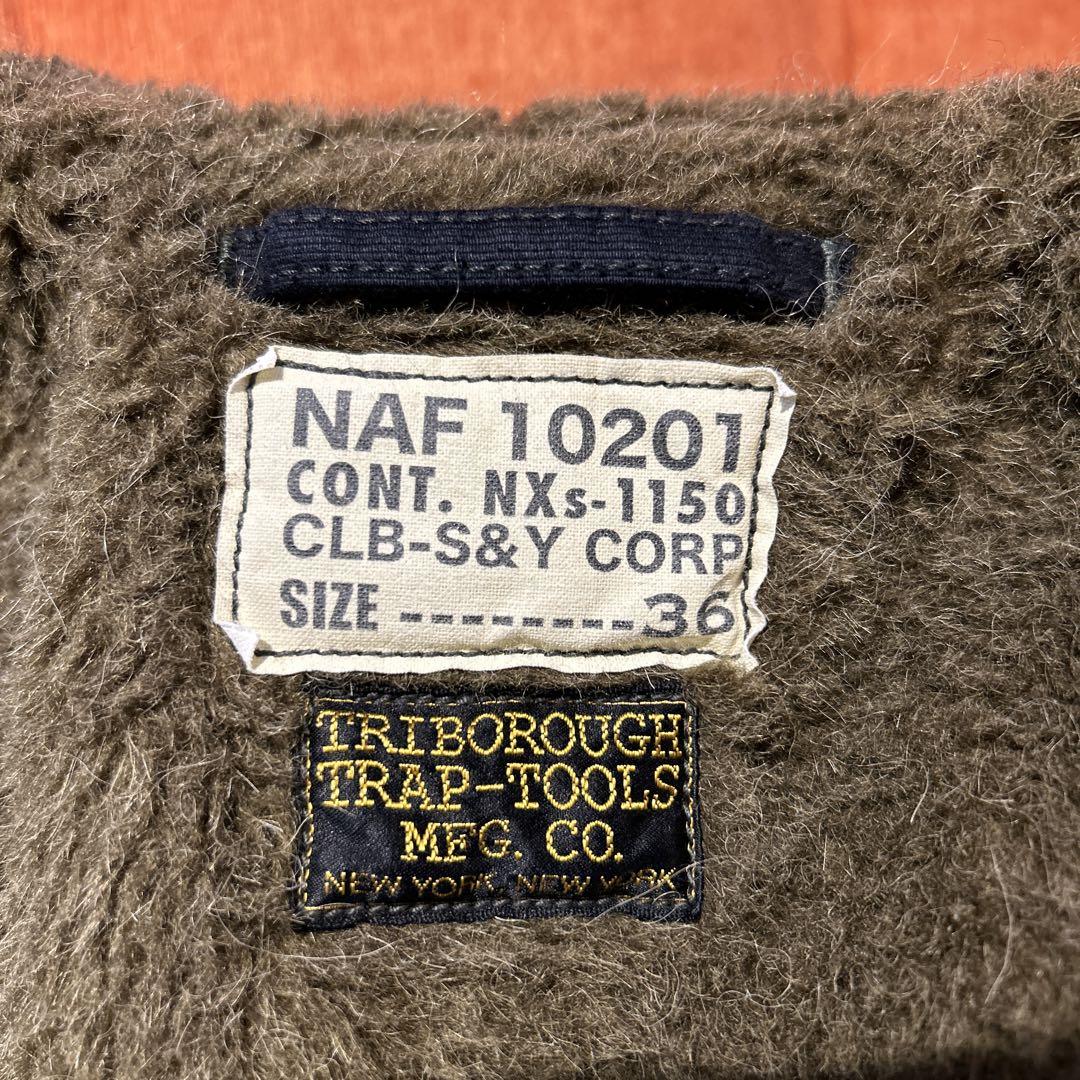 NAF 10201
CONT. NXs-1150
CLB-S&Y CORP
SIZE ---------36
TRIBOROUGH
TRAP-TOOLS
MFG. CO.
NEW YORK, NEW YORK